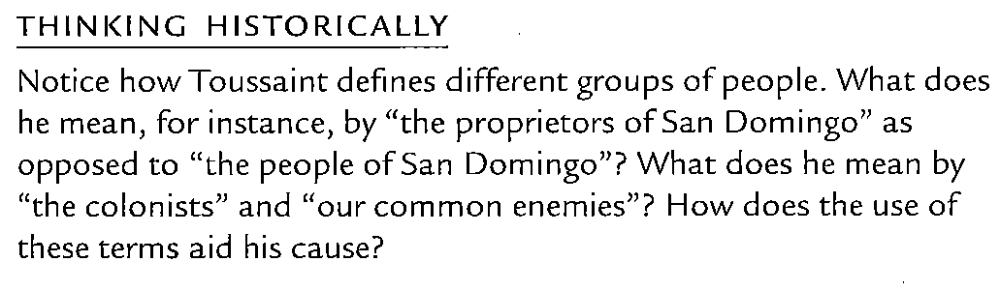 THINKING HISTORICALLY
Notice how Toussaint defines different groups of people. What does
he mean, for instance, by “the proprietors of San Domingo” as
opposed to “the people of San Domingo”? What does he mean by
“the colonists” and “our common enemies”? How does the use of
these terms aid his cause?